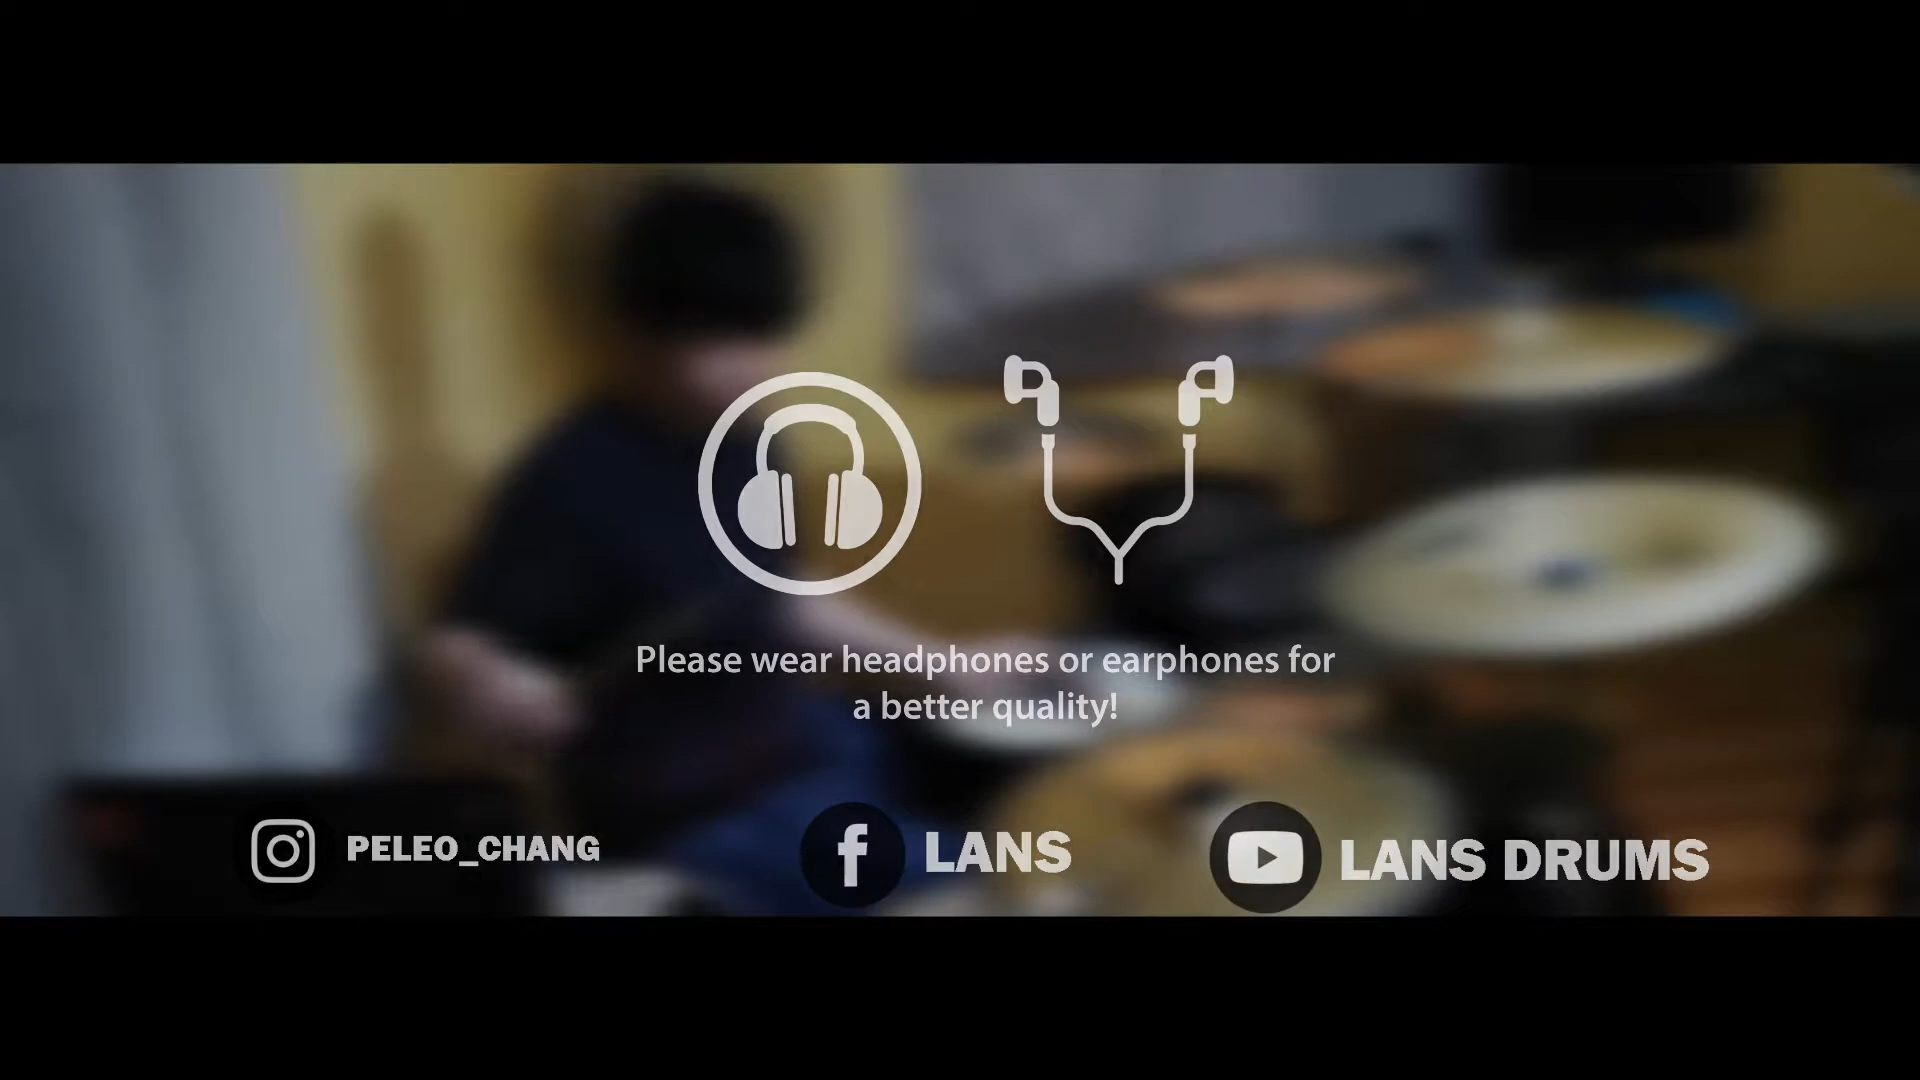 Please wear headphones or earphones for
a better quality!
PELEO_CHANG
LANS
LANS DRUMS